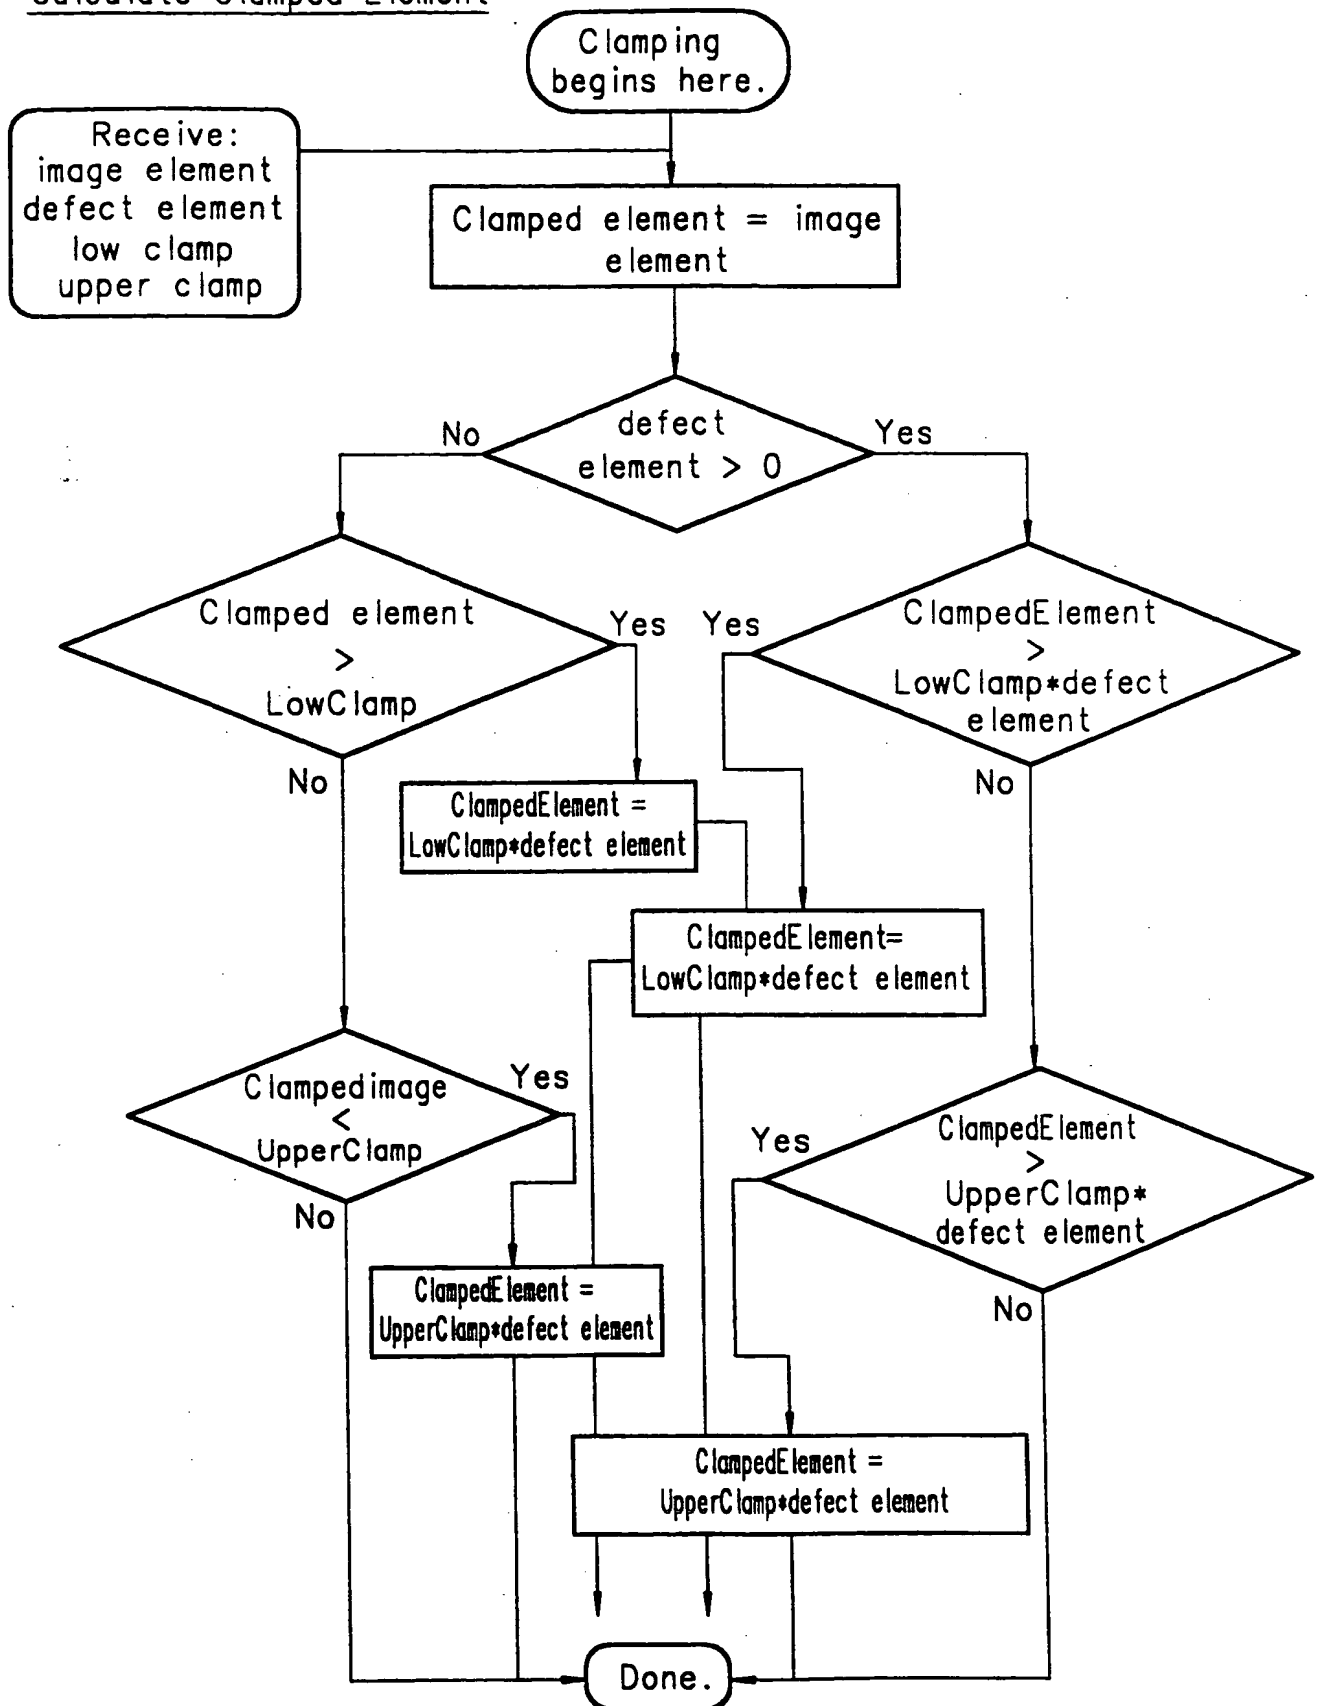 Calculate Clamped Element
Clamping
begins here.
Receive:
image element
defect element
low clamp
upper clamp
Clamped element = image
element
defect
element > 0
No
Yes
Clamped element
>
LowClamp
Yes
No
Yes
ClampedElement
>
LowClamp*defect
element
No
ClampedElement =
LowClamp*defect element
ClampedElement=
LowClamp*defect element
Clampedimage
<
UpperClamp
Yes
No
Yes
ClampedElement
>
UpperClamp*
defect element
No
ClampedElement =
UpperClamp*defect element
ClampedElement =
UpperClamp*defect element
Done.